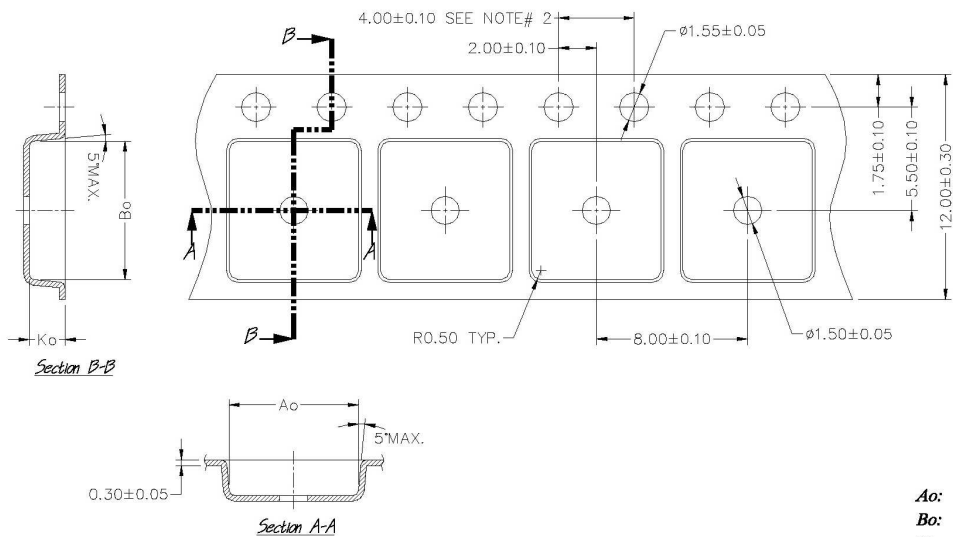 4.00±0.10 SEE NOTE# 2
2.00±0.10
ø1.55±0.05
B
1.75±0.10
5.50±0.10
12.00±0.30
5°MAX.
Bo
A
A
B
Ko
R0.50 TYP.
8.00±0.10
ø1.50±0.05
Section B-B
Ao
5°MAX.
0.30±0.05
Section A-A
Ao:
Bo: